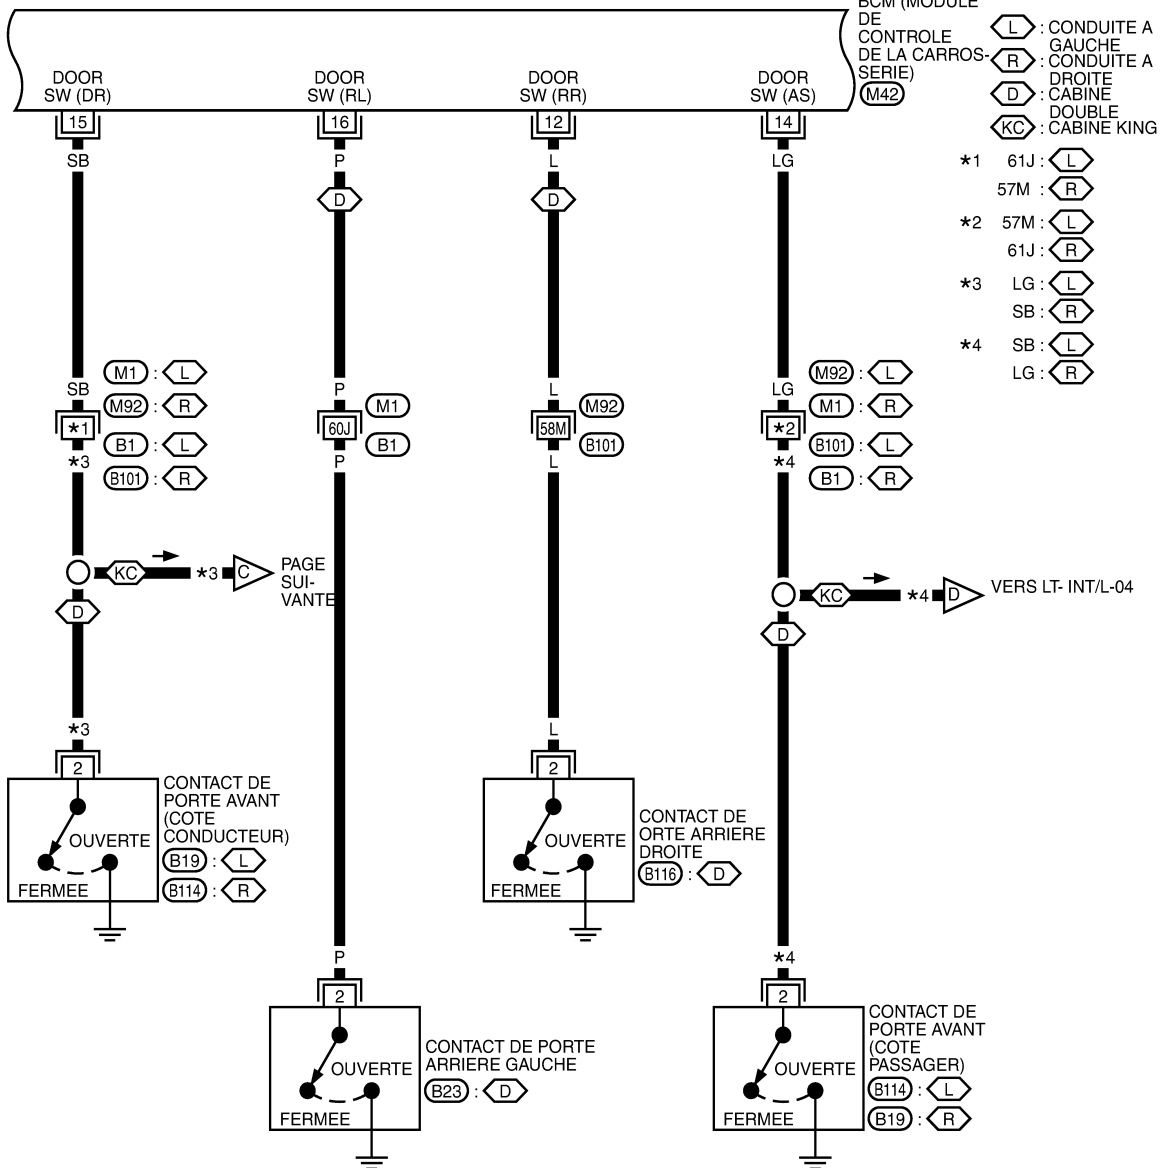 BCM (MODULE
DE
CONTROLE
DE LA CARROS-
SERIE)
M42
L : CONDUITE A
GAUCHE
R : CONDUITE A
DROITE
D : CABINE
DOUBLE
KC : CABINE KING
*1 61J : L
57M : R
*2 57M : L
61J : R
*3 LG : L
SB : R
*4 SB : L
LG : R
DOOR
SW (DR)
DOOR
SW (RL)
DOOR
SW (RR)
DOOR
SW (AS)
15
16
12
14
SB
P
L
LG
D
D
M1 : L
M92 : L
SB
P
L
LG
M92 : R
M1
M92
M1 : R
*1
60J
58M
*2
B1 : L
B1
B101
B101 : L
*3
P
L
*4
B101 : R
B1 : R
KC
*3
C
PAGE
SUI-
VANTE
D
KC
*4
D
VERS LT- INT/L-04
D
*3
L
2
2
CONTACT DE
PORTE AVANT
(COTE
CONDUCTEUR)
B19 : L
B114 : R
OUVERTE
FERMEE
CONTACT DE
ORTE ARRIERE
DROITE
B116 : D
OUVERTE
FERMEE
P
*4
2
2
CONTACT DE PORTE
ARRIERE GAUCHE
B23 : D
OUVERTE
FERMEE
CONTACT DE
PORTE AVANT
(COTE
PASSAGER)
B114 : L
B19 : R
OUVERTE
FERMEE